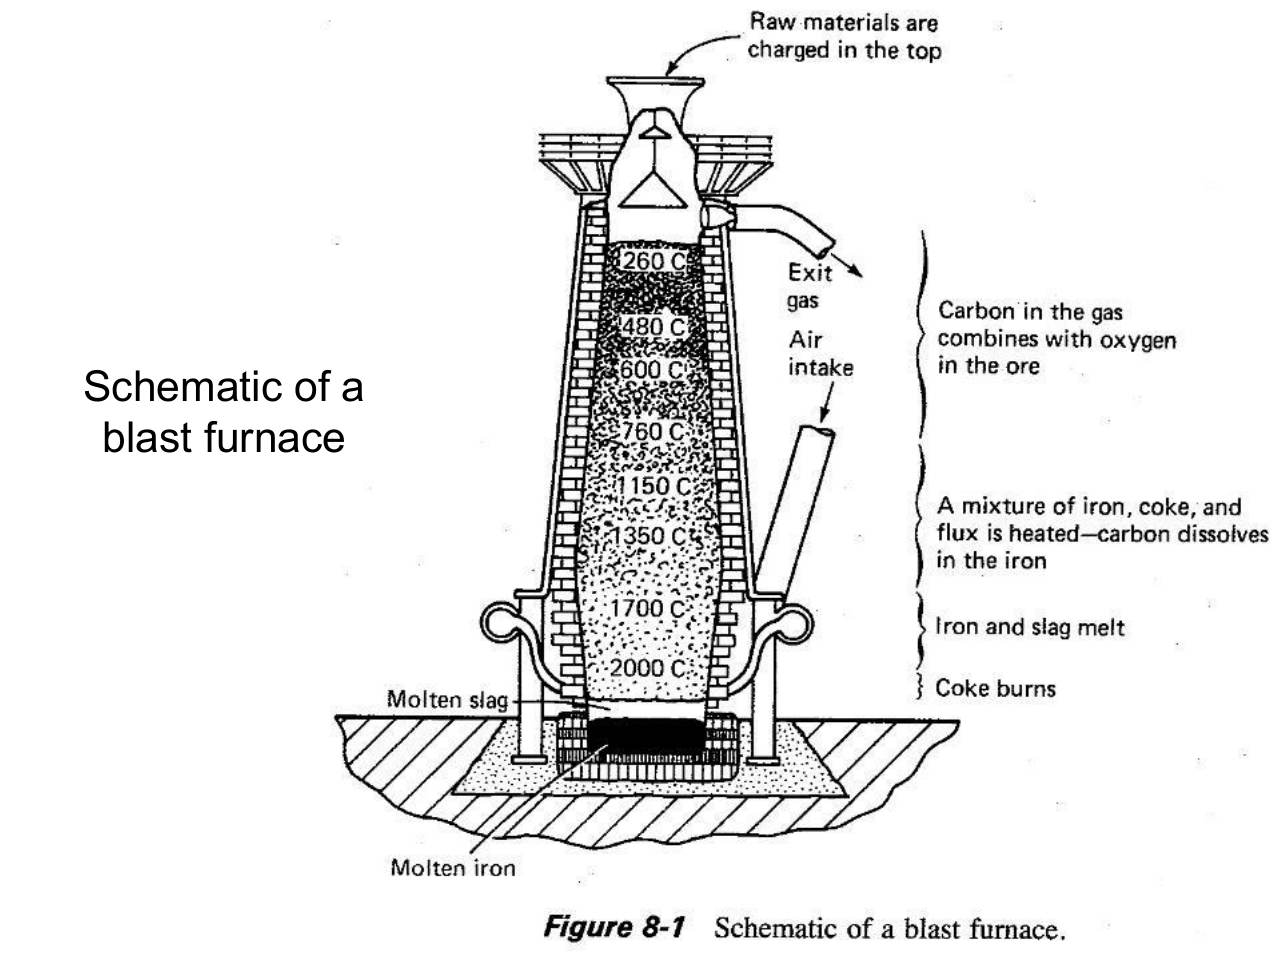 Raw materials are
charged in the top
260 C
Exit
gas
Carbon in the gas
combines with oxygen
in the ore
480 C
Air
intake
600 C
Schematic of a
blast furnace
760 C
1150 C
A mixture of iron, coke, and
flux is heated—carbon dissolves
in the iron
1350 C
1700 C
Iron and slag melt
2000 C
Coke burns
Molten slag
Molten iron
Figure 8-1 Schematic of a blast furnace.